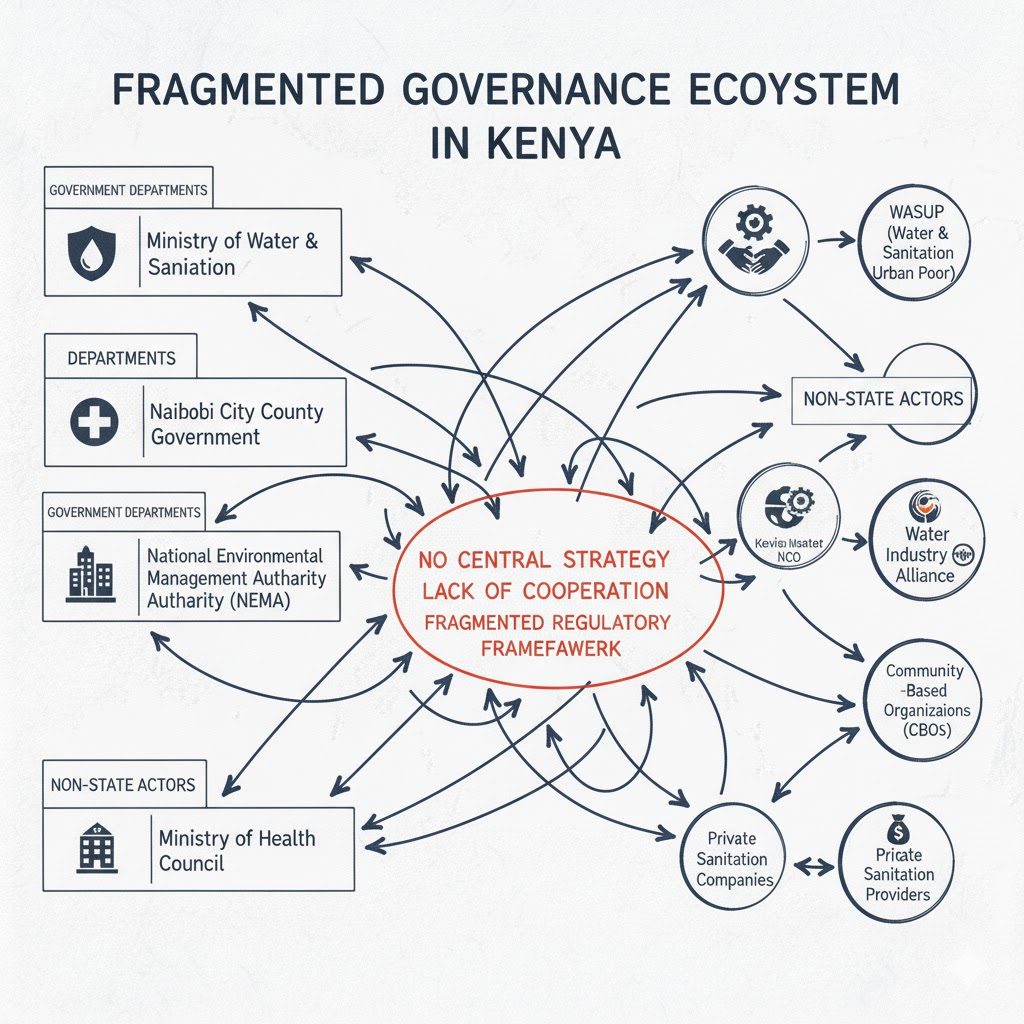 FRAGMENTED GOVERNANCE ECOYSTEM
IN KENYA
GOVERNMENT DEPARTMENTS
Ministry of Water &
Saniation
DEPARTMENTS
Naibobi City County
Government
GOVERNMENT DEPARTMENTS
National Environmental
Management Autharity
Autharity (NEMA)
NON-STATE ACTORS
Ministry of Health
Council
NO CENTRAL STRATEGY
LACK OF COOPERATION
FRAGMENTED REGULATORY
FRAMEFAWERK
WASUP
(Water &
Sanitation
Urban Poor)
NON-STATE ACTORS
NCO
Water
Industry
Alliance
Community
-Based
Organizaions
(CBOs)
Private
Sanitation
Companies
Sanitation
Providers